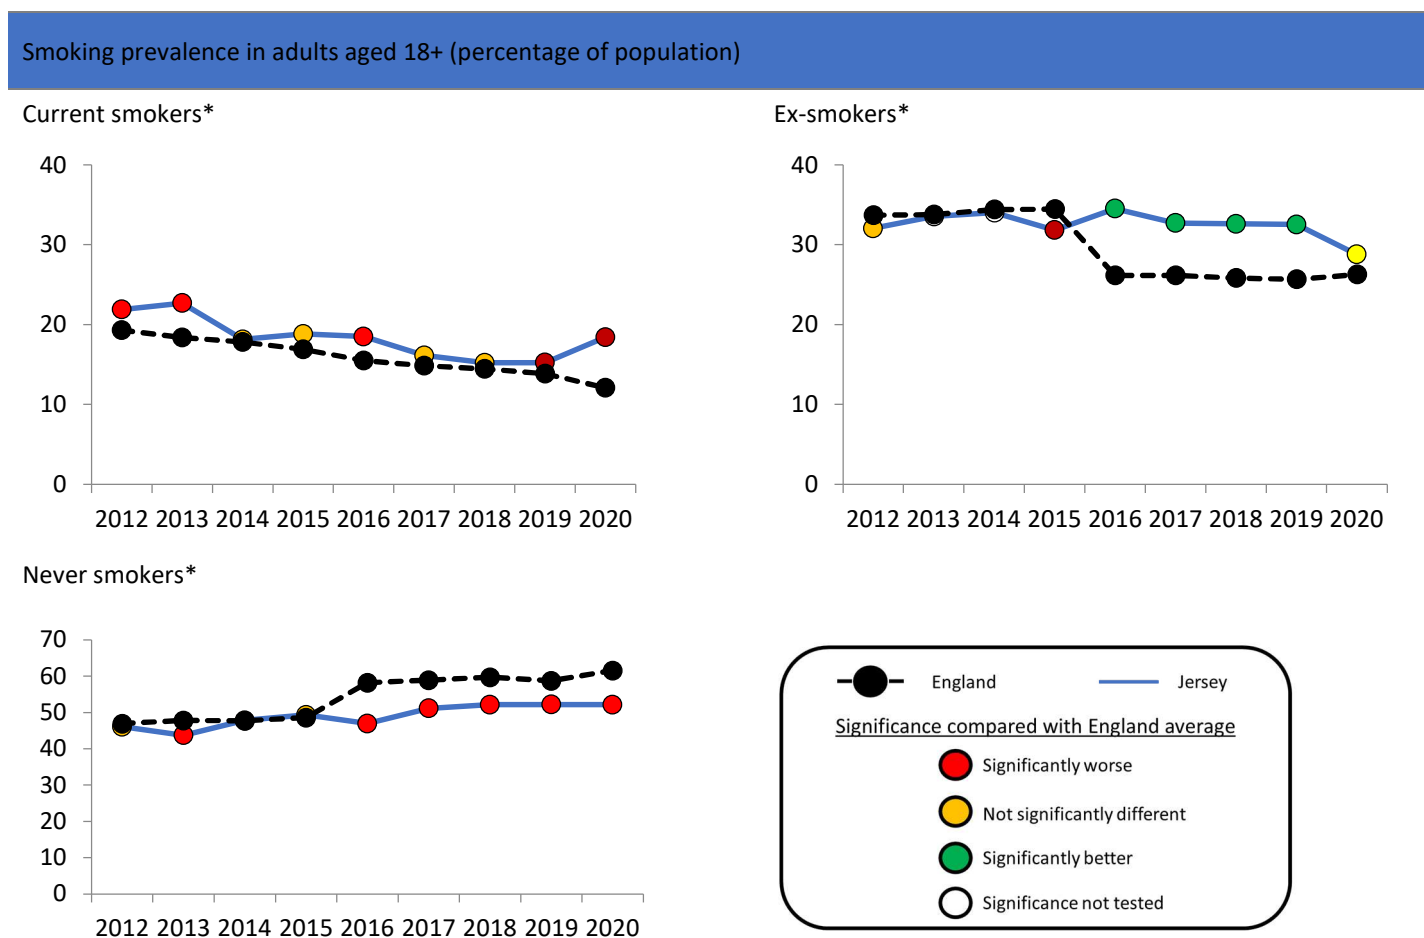 Smoking prevalence in adults aged 18+ (percentage of population)
Current smokers*
40
30
20
10
0
2012 2013 2014 2015 2016 2017 2018 2019 2020
Ex-smokers*
40
30
20
10
0
2012 2013 2014 2015 2016 2017 2018 2019 2020
Never smokers*
70
60
50
40
30
20
10
0
2012 2013 2014 2015 2016 2017 2018 2019 2020
England Jersey
Significance compared with England average
Significantly worse
Not significantly different
Significantly better
Significance not tested